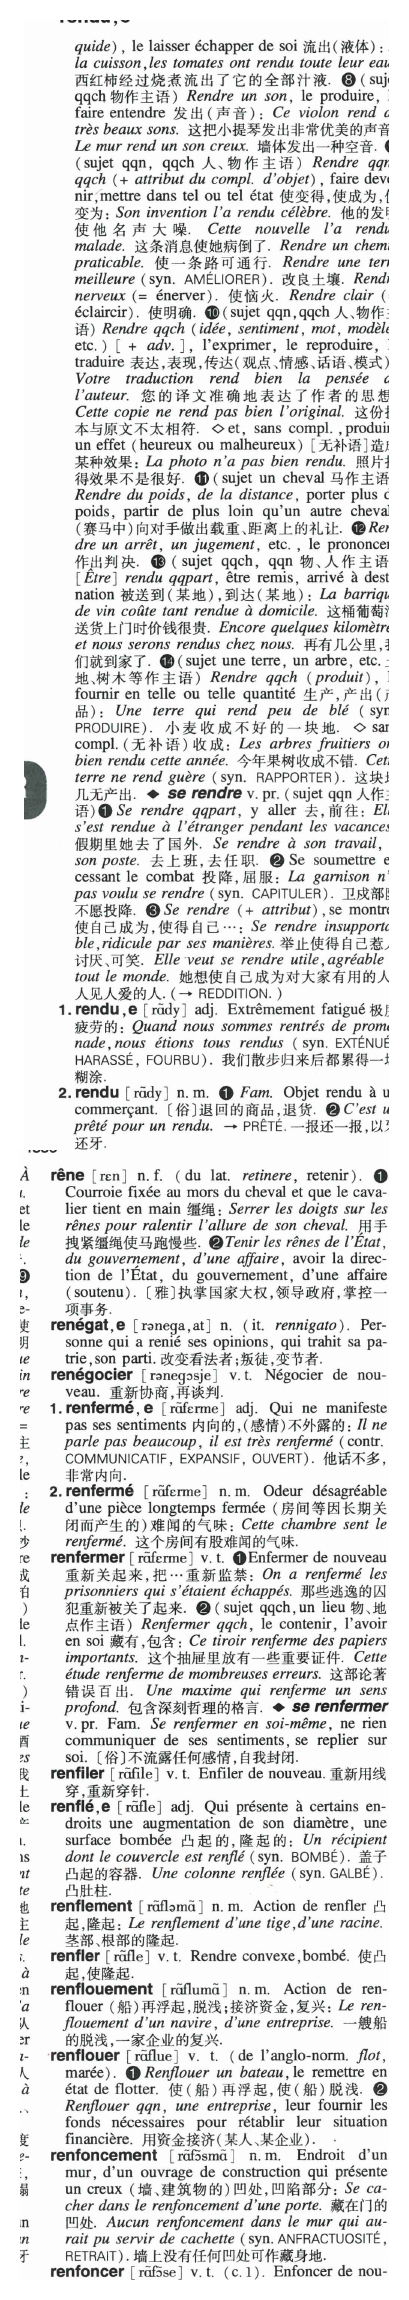 quide), le laisser échapper de soi 流出(液体):
la cuisson,les tomates ont rendu toute leur eau
西红柿经过烧煮流出了它的全部汁液. ❽ (suj
qqch 物作主语) Rendre un son, le produire,
faire entendre 发出(声音): Ce violon rend d
très beaux sons. 这把小提琴发出非常优美的声音
Le mur rend un son creux. 墙体发出一种空音.
(sujet qqn, qqch 人、物作主语) Rendre qqn
qqch (+ attribut du compl. d'objet), faire deve
nir,mettre dans tel ou tel état 使变得,使成为,
变为: Son invention l'a rendu célèbre. 他的发明
使他名声大噪. Cette nouvelle l'a rendu
malade. 这条消息使她病倒了. Rendre un chemi
praticable. 使一条路可通行. Rendre une terr
meilleure (syn. AMÉLIORER). 改良土壤. Rendr
nerveux (= énerver). 使恼火. Rendre clair (
éclaircir). 使明确. ❿(sujet qqn,qqch 人、物作主
语) Rendre qqch (idée, sentiment, mot, modèle
etc.) [ + adv. ], l'exprimer, le reproduire,
traduire 表达,表现,传达(观点、情感、话语、模式)
Votre traduction rend bien la pensée d
l'auteur. 您的译文准确地表达了作者的思想
Cette copie ne rend pas bien l'original. 这份
本与原文不太相符. ◇et, sans compl. ,produir
un effet (heureux ou malheureux) [无补语]造成
某种效果: La photo n'a pas bien rendu. 照片
得效果不是很好. ⓫(sujet un cheval 马作主语
Rendre du poids, de la distance, porter plus d
poids, partir de plus loin qu'un autre cheval
(赛马中)向对手做出载重、距离上的礼让. ⓬Ren
dre un arrêt, un jugement, etc. , le prononcer
作出判决. ⓭(sujet qqch, qqn 物、人作主语
[Être] rendu qqpart, être remis, arrivé à dest
nation 被送到(某地),到达(某地): La barriqu
de vin coûte tant rendue à domicile. 这桶葡萄酒
送货上门时价钱很贵. Encore quelques kilomètre
et nous serons rendus chez nous. 再有几公里,我
们就到家了. ⓮(sujet une terre, un arbre, etc.
地、树木等作主语) Rendre qqch (produit),
fournir en telle ou telle quantité 生产,产出(产
品): Une terre qui rend peu de blé (syn
PRODUIRE). 小麦收成不好的一块地. ◇ san
compl. (无补语)收成: Les arbres fruitiers on
bien rendu cette année. 今年果树收成不错. Cett
terre ne rend guère (syn. RAPPORTER). 这块地
几无产出. ◆ se rendre v. pr. (sujet qqn 人作主
语)❶ Se rendre qqpart, y aller 去,前往: Ell
s'est rendue à l'étranger pendant les vacances
假期里她去了国外. Se rendre à son travail,
son poste. 去上班,去任职. ❷ Se soumettre e
cessant le combat 投降,屈服: La garnison n'
pas voulu se rendre (syn. CAPITULER). 卫戍部队
不愿投降. ❸ Se rendre (+ attribut),se montre
使自己成为,使得自己…: Se rendre insupporta
ble,ridicule par ses manières. 举止使得自己惹人
讨厌、可笑. Elle veut se rendre utile,agréable
tout le monde. 她想使自己成为对大家有用的人
人见人爱的人. (→ REDDITION. )
1. rendu,e [rɑ̃dy] adj. Extrêmement fatigué 极度
疲劳的: Quand nous sommes rentrés de prome
nade,nous étions tous rendus (syn. EXTÉNUÉ
HARASSÉ, FOURBU). 我们散步归来后都累得一
糊涂.
2. rendu [rɑ̃dy] n. m. ❶ Fam. Objet rendu à u
commerçant. [俗]退回的商品,退货. ❷ C'est u
prêté pour un rendu. → PRÊTÉ. 一报还一报,以牙
还牙.
rêne [rɛn] n. f. (du lat. retinere, retenir). ❶
Courroie fixée au mors du cheval et que le cava-
lier tient en main 缰绳: Serrer les doigts sur les
rênes pour ralentir l'allure de son cheval. 用手
拽紧缰绳使马跑慢些. ❷Tenir les rênes de l'État,
du gouvernement, d'une affaire, avoir la direc-
tion de l'État, du gouvernement, d'une affaire
(soutenu). [雅]执掌国家大权,领导政府,掌控一
项事务.
renégat,e [rənega,at] n. (it. rennigato). Per-
sonne qui a renié ses opinions, qui trahit sa pa-
trie,son parti. 改变看法者;叛徒,变节者.
renégocier [rənegɔsje] v. t. Négocier de nou-
veau. 重新协商,再谈判.
1. renfermé, e [rɑ̃fɛrme] adj. Qui ne manifeste
pas ses sentiments 内向的,(感情)不外露的: Il ne
parle pas beaucoup, il est très renfermé (contr.
COMMUNICATIF, EXPANSIF, OUVERT). 他话不多,
非常内向.
2. renfermé [rɑ̃fɛrme] n. m. Odeur désagréable
d'une pièce longtemps fermée (房间等因长期关
闭而产生的)难闻的气味: Cette chambre sent le
renfermé. 这个房间有股难闻的气味.
renfermer [rɑ̃fɛrme] v. t. ❶Enfermer de nouveau
重新关起来,把…重新监禁: On a renfermé les
prisonniers qui s'étaient échappés. 那些逃逸的囚
犯重新被关了起来. ❷ (sujet qqch,un lieu 物、地
点作主语) Renfermer qqch, le contenir, l'avoir
en soi 藏有,包含: Ce tiroir renferme des papiers
importants. 这个抽屉里放有一些重要证件. Cette
étude renferme de mombreuses erreurs. 这部论著
错误百出. Une maxime qui renferme un sens
profond. 包含深刻哲理的格言. ◆ se renfermer
v. pr. Fam. Se renfermer en soi-même, ne rien
communiquer de ses sentiments, se replier sur
soi. [俗]不流露任何感情,自我封闭.
renfiler [rɑ̃file] v. t. Enfiler de nouveau. 重新用线
穿,重新穿针.
renflé,e [rɑ̃fle] adj. Qui présente à certains en-
droits une augmentation de son diamètre, une
surface bombée 凸起的,隆起的: Un récipient
dont le couvercle est renflé (syn. BOMBÉ). 盖子
凸起的容器. Une colonne renflée (syn. GALBÉ).
凸肚柱.
renflement [rɑ̃fləmɑ̃] n. m. Action de renfler 凸
起,隆起: Le renflement d'une tige,d'une racine.
茎部、根部的隆起.
renfler [rɑ̃fle] v. t. Rendre convexe,bombé. 使凸
起,使隆起.
renflouement [rɑ̃flumɑ̃] n. m. Action de ren-
flouer (船)再浮起,脱浅;接济资金,复兴: Le ren-
flouement d'un navire, d'une entreprise. 一艘船
的脱浅,一家企业的复兴.
renflouer [rɑ̃flue] v. t. (de l'anglo-norm. flot,
marée). ❶ Renflouer un bateau,le remettre en
état de flotter. 使(船)再浮起,使(船)脱浅. ❷
Renflouer qqn, une entreprise, leur fournir les
fonds nécessaires pour rétablir leur situation
financière. 用资金接济(某人、某企业).
renfoncement [rɑ̃fɔ̃smɑ̃] n. m. Endroit d'un
mur, d'un ouvrage de construction qui présente
un creux (墙、建筑物的)凹处,凹陷部分: Se ca-
cher dans le renfoncement d'une porte. 藏在门的
凹处. Aucun renfoncement dans le mur qui au-
rait pu servir de cachette (syn. ANFRACTUOSITÉ,
RETRAIT). 墙上没有任何凹处可作藏身地.
renfoncer [rɑ̃fɔ̃se] v. t. (c. 1). Enfoncer de nou-